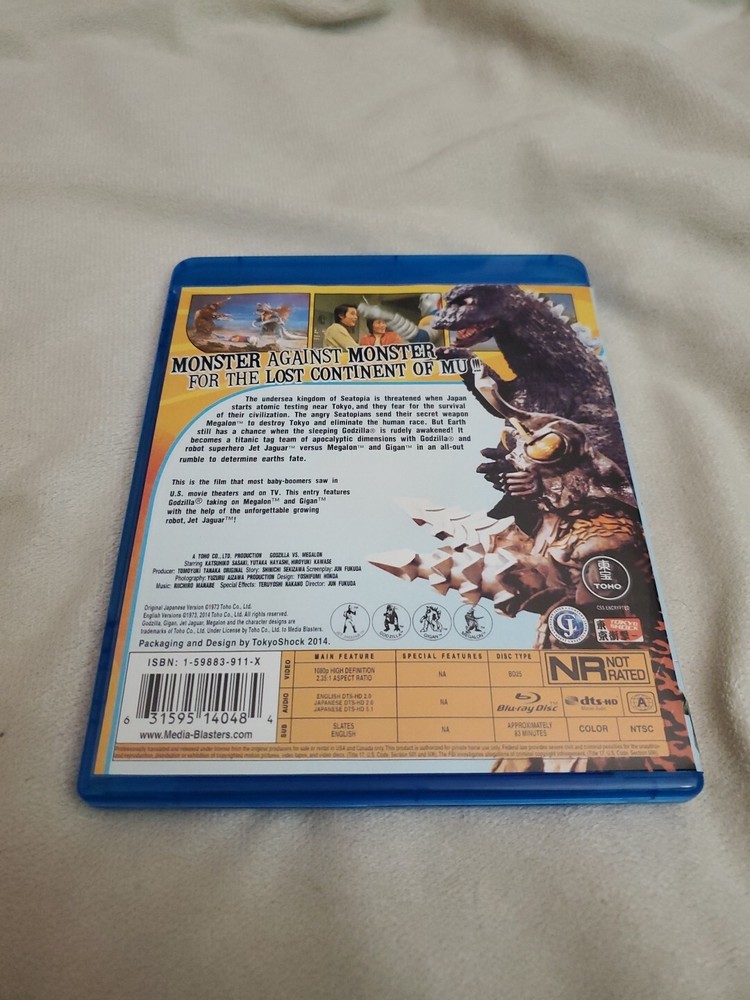 MONSTER AGAINST MONSTER
FOR THE LOST CONTINENT OF MU!!!
The undersea kingdom of Seatopia is threatened when Japan
starts atomic testing near Tokyo, and they fear for the survival
of their civilization. The angry Seatopians send their secret weapon
Megalon™ to destroy Tokyo and eliminate the human race. But Earth
still has a chance when the sleeping Godzilla® is rudely awakened! It
becomes a titanic tag team of apocalyptic dimensions with Godzilla® and
robot superhero Jet Jaguar™ versus Megalon™ and Gigan™ in an all-out
rumble to determine earths fate.
This is the film that most baby-boomers saw in
U.S. movie theaters and on TV. This entry features
Godzilla® taking on Megalon™ and Gigan™
with the help of the unforgettable growing
robot, Jet Jaguar™!
A TOHO CO., LTD. PRODUCTION GODZILLA VS. MEGALON
Starring KATSUHIKO SASAKI, YUTAKA HAYASHI, HIROYUKI KAWASE
Producer: TOMOYUKI TANAKA ORIGINAL Story: SHINICHI SEKIZAWA Screenplay: JUN FUKUDA
Photography: YUZURU AIZAWA PRODUCTION Design: YOSHIFUMI HONDA
Music: RIICHIRO MANABE Special Effects: TERUYOSHI NAKANO Director: JUN FUKUDA
Original Japanese Version ©1973 Toho Co., Ltd.
English Versions ©1973, 2014 Toho Co., Ltd. All rights reserved.
Godzilla, Gigan, Jet Jaguar, Megalon and the character designs are
trademarks of Toho Co., Ltd. Under License by Toho Co., Ltd. to Media Blasters.
Packaging and Design by TokyoShock 2014.
GODZILLA
GIGAN
MEGALON
東宝
TOHO
CSS ENCRYPTED
TOKYO SHOCK
東京衝撃
ISBN: 1-59883-911-X
6 31595 14048 4
www.Media-Blasters.com
VIDEO
AUDIO
SUB
MAIN FEATURE
SPECIAL FEATURES
DISC TYPE
1080p HIGH DEFINITION
2.35:1 ASPECT RATIO
NA
BD25
NR NOT RATED
ENGLISH DTS-HD 2.0
JAPANESE DTS-HD 2.0
JAPANESE DTS-HD 5.1
NA
Blu-ray Disc
dts-HD
Master Audio
A
SLATES
ENGLISH
NA
APPROXIMATELY
82 MINUTES
COLOR
NTSC